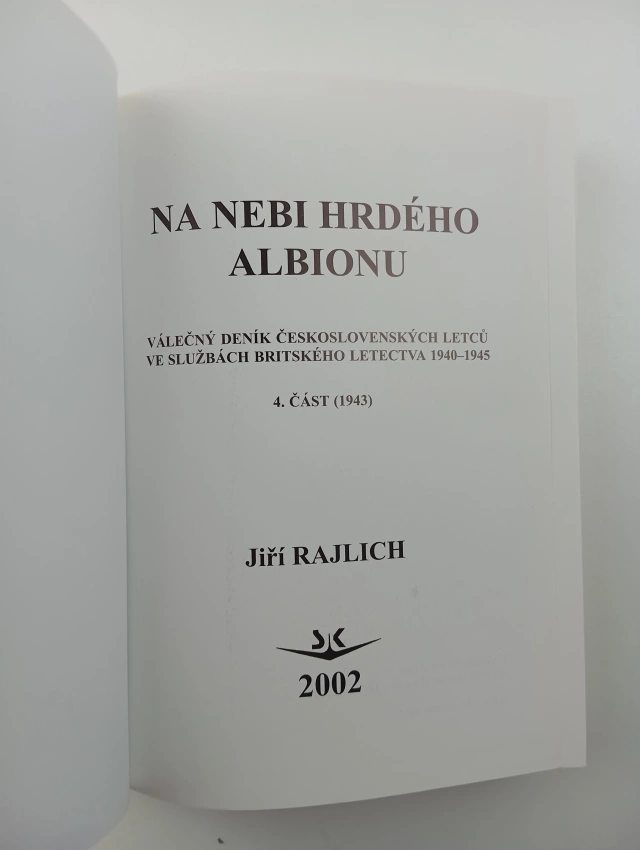 NA NEBI HRDÉHO
ALBIONU
VÁLEČNÝ DENÍK ČESKOSLOVENSKÝCH LETCŮ
VE SLUŽBÁCH BRITSKÉHO LETECTVA 1940–1945
4. ČÁST (1943)
Jiří RAJLICH
SK
2002